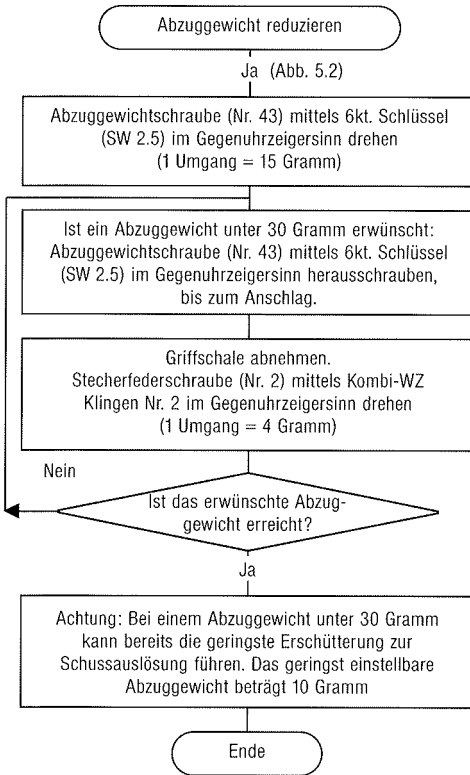 Abzuggewicht reduzieren
Ja (Abb. 5.2)
Abzuggewichtschraube (Nr. 43) mittels 6kt. Schlüssel
(SW 2.5) im Gegenuhrzeigersinn drehen
(1 Umgang = 15 Gramm)
Ist ein Abzuggewicht unter 30 Gramm erwünscht:
Abzuggewichtschraube (Nr. 43) mittels 6kt. Schlüssel
(SW 2.5) im Gegenuhrzeigersinn herausschrauben,
bis zum Anschlag.
Griffschale abnehmen.
Stecherfederschraube (Nr. 2) mittels Kombi-WZ
Klingen Nr. 2 im Gegenuhrzeigersinn drehen
(1 Umgang = 4 Gramm)
Nein
Ist das erwünschte Abzug-
gewicht erreicht?
Ja
Achtung: Bei einem Abzuggewicht unter 30 Gramm
kann bereits die geringste Erschütterung zur
Schussauslösung führen. Das geringst einstellbare
Abzuggewicht beträgt 10 Gramm
Ende